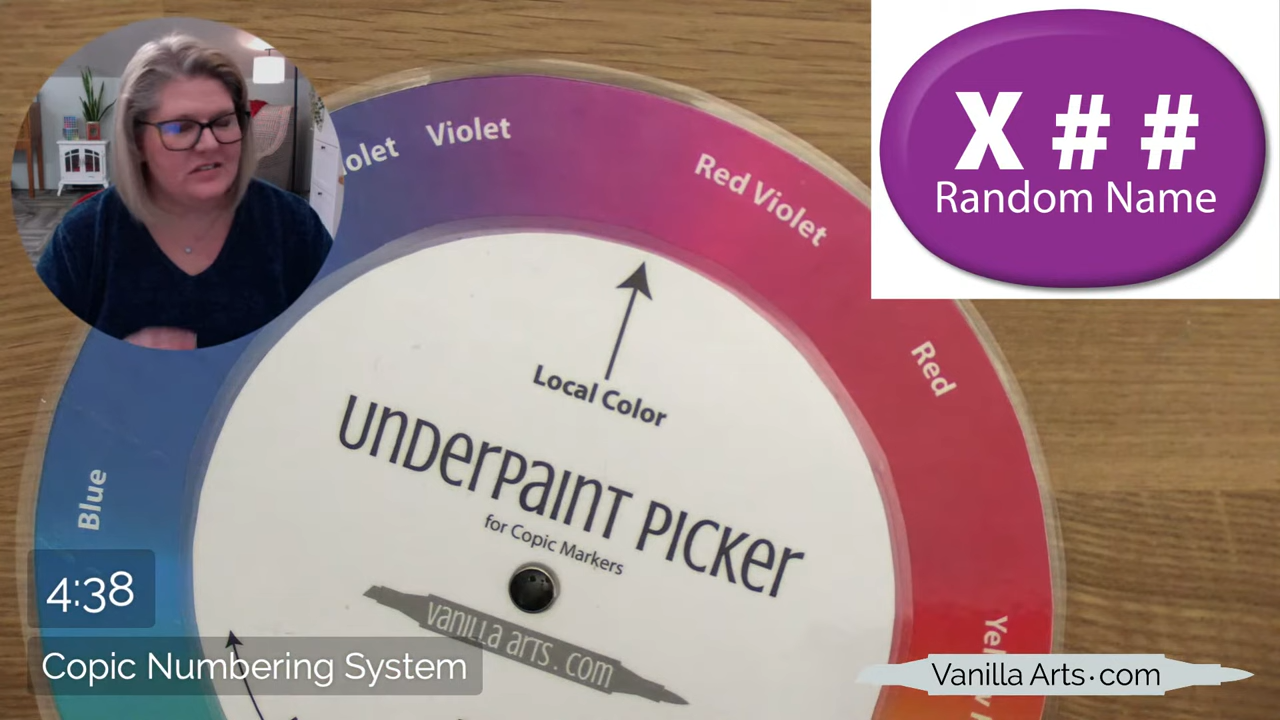 X # #
Random Name
Violet
Red Violet
Red
Blue
Local Color
UNDERPAINT PICKER
for Copic Markers
vanilla arts.com
4:38
Copic Numbering System
Vanilla Arts•com